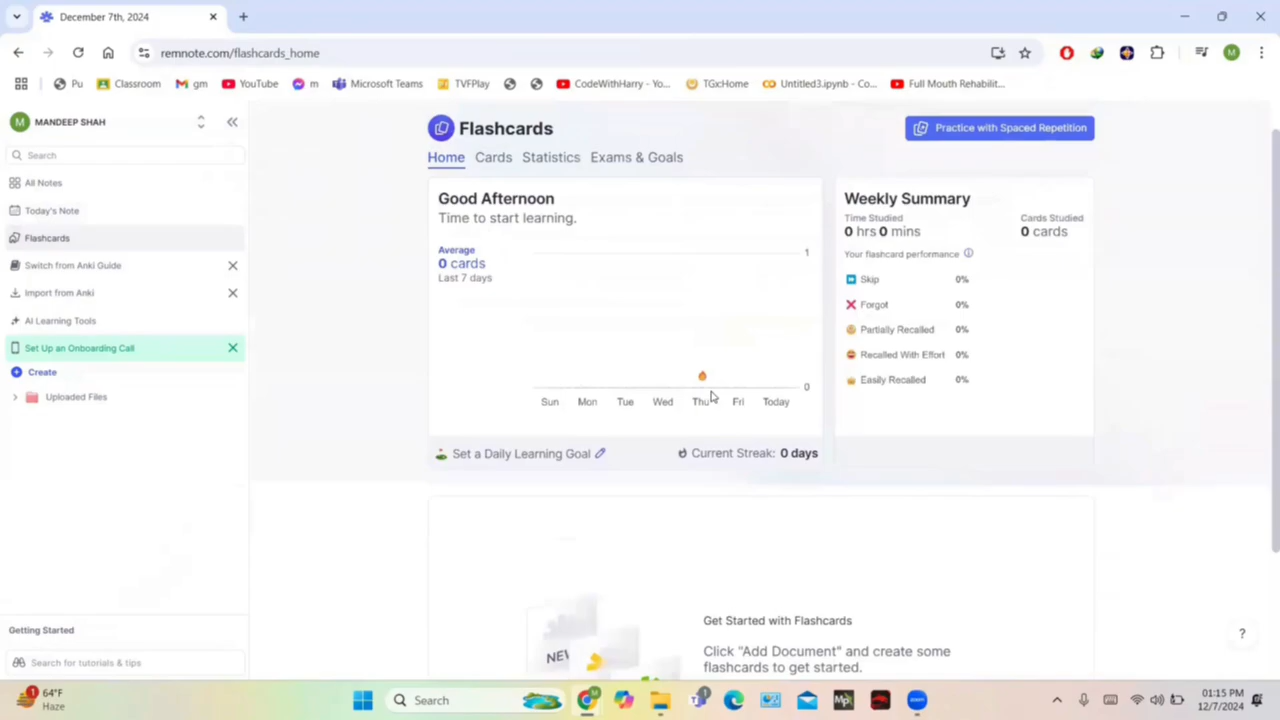 December 7th, 2024
remnote.com/flashcards_home
Pu
Classroom
gm
YouTube
m
Microsoft Teams
TVFPlay
CodeWithHarry - Yo...
TGxHome
Untitled3.ipynb - Co...
Full Mouth Rehabilit...
M
M
MANDEEP SHAH
Search
All Notes
Today's Note
Flashcards
Switch from Anki Guide
Import from Anki
AI Learning Tools
Set Up an Onboarding Call
Create
Uploaded Files
Getting Started
Search for tutorials & tips
Flashcards
Practice with Spaced Repetition
Home Cards Statistics Exams & Goals
Good Afternoon
Time to start learning.
Average
0 cards
Last 7 days
1
0
Sun Mon Tue Wed Thu Fri Today
Set a Daily Learning Goal
Current Streak: 0 days
Weekly Summary
Time Studied
0 hrs 0 mins
Cards Studied
0 cards
Your flashcard performance
Skip 0%
Forgot 0%
Partially Recalled 0%
Recalled With Effort 0%
Easily Recalled 0%
Get Started with Flashcards
Click "Add Document" and create some
flashcards to get started.
?
1
64°F
Haze
Search
01:15 PM
12/7/2024